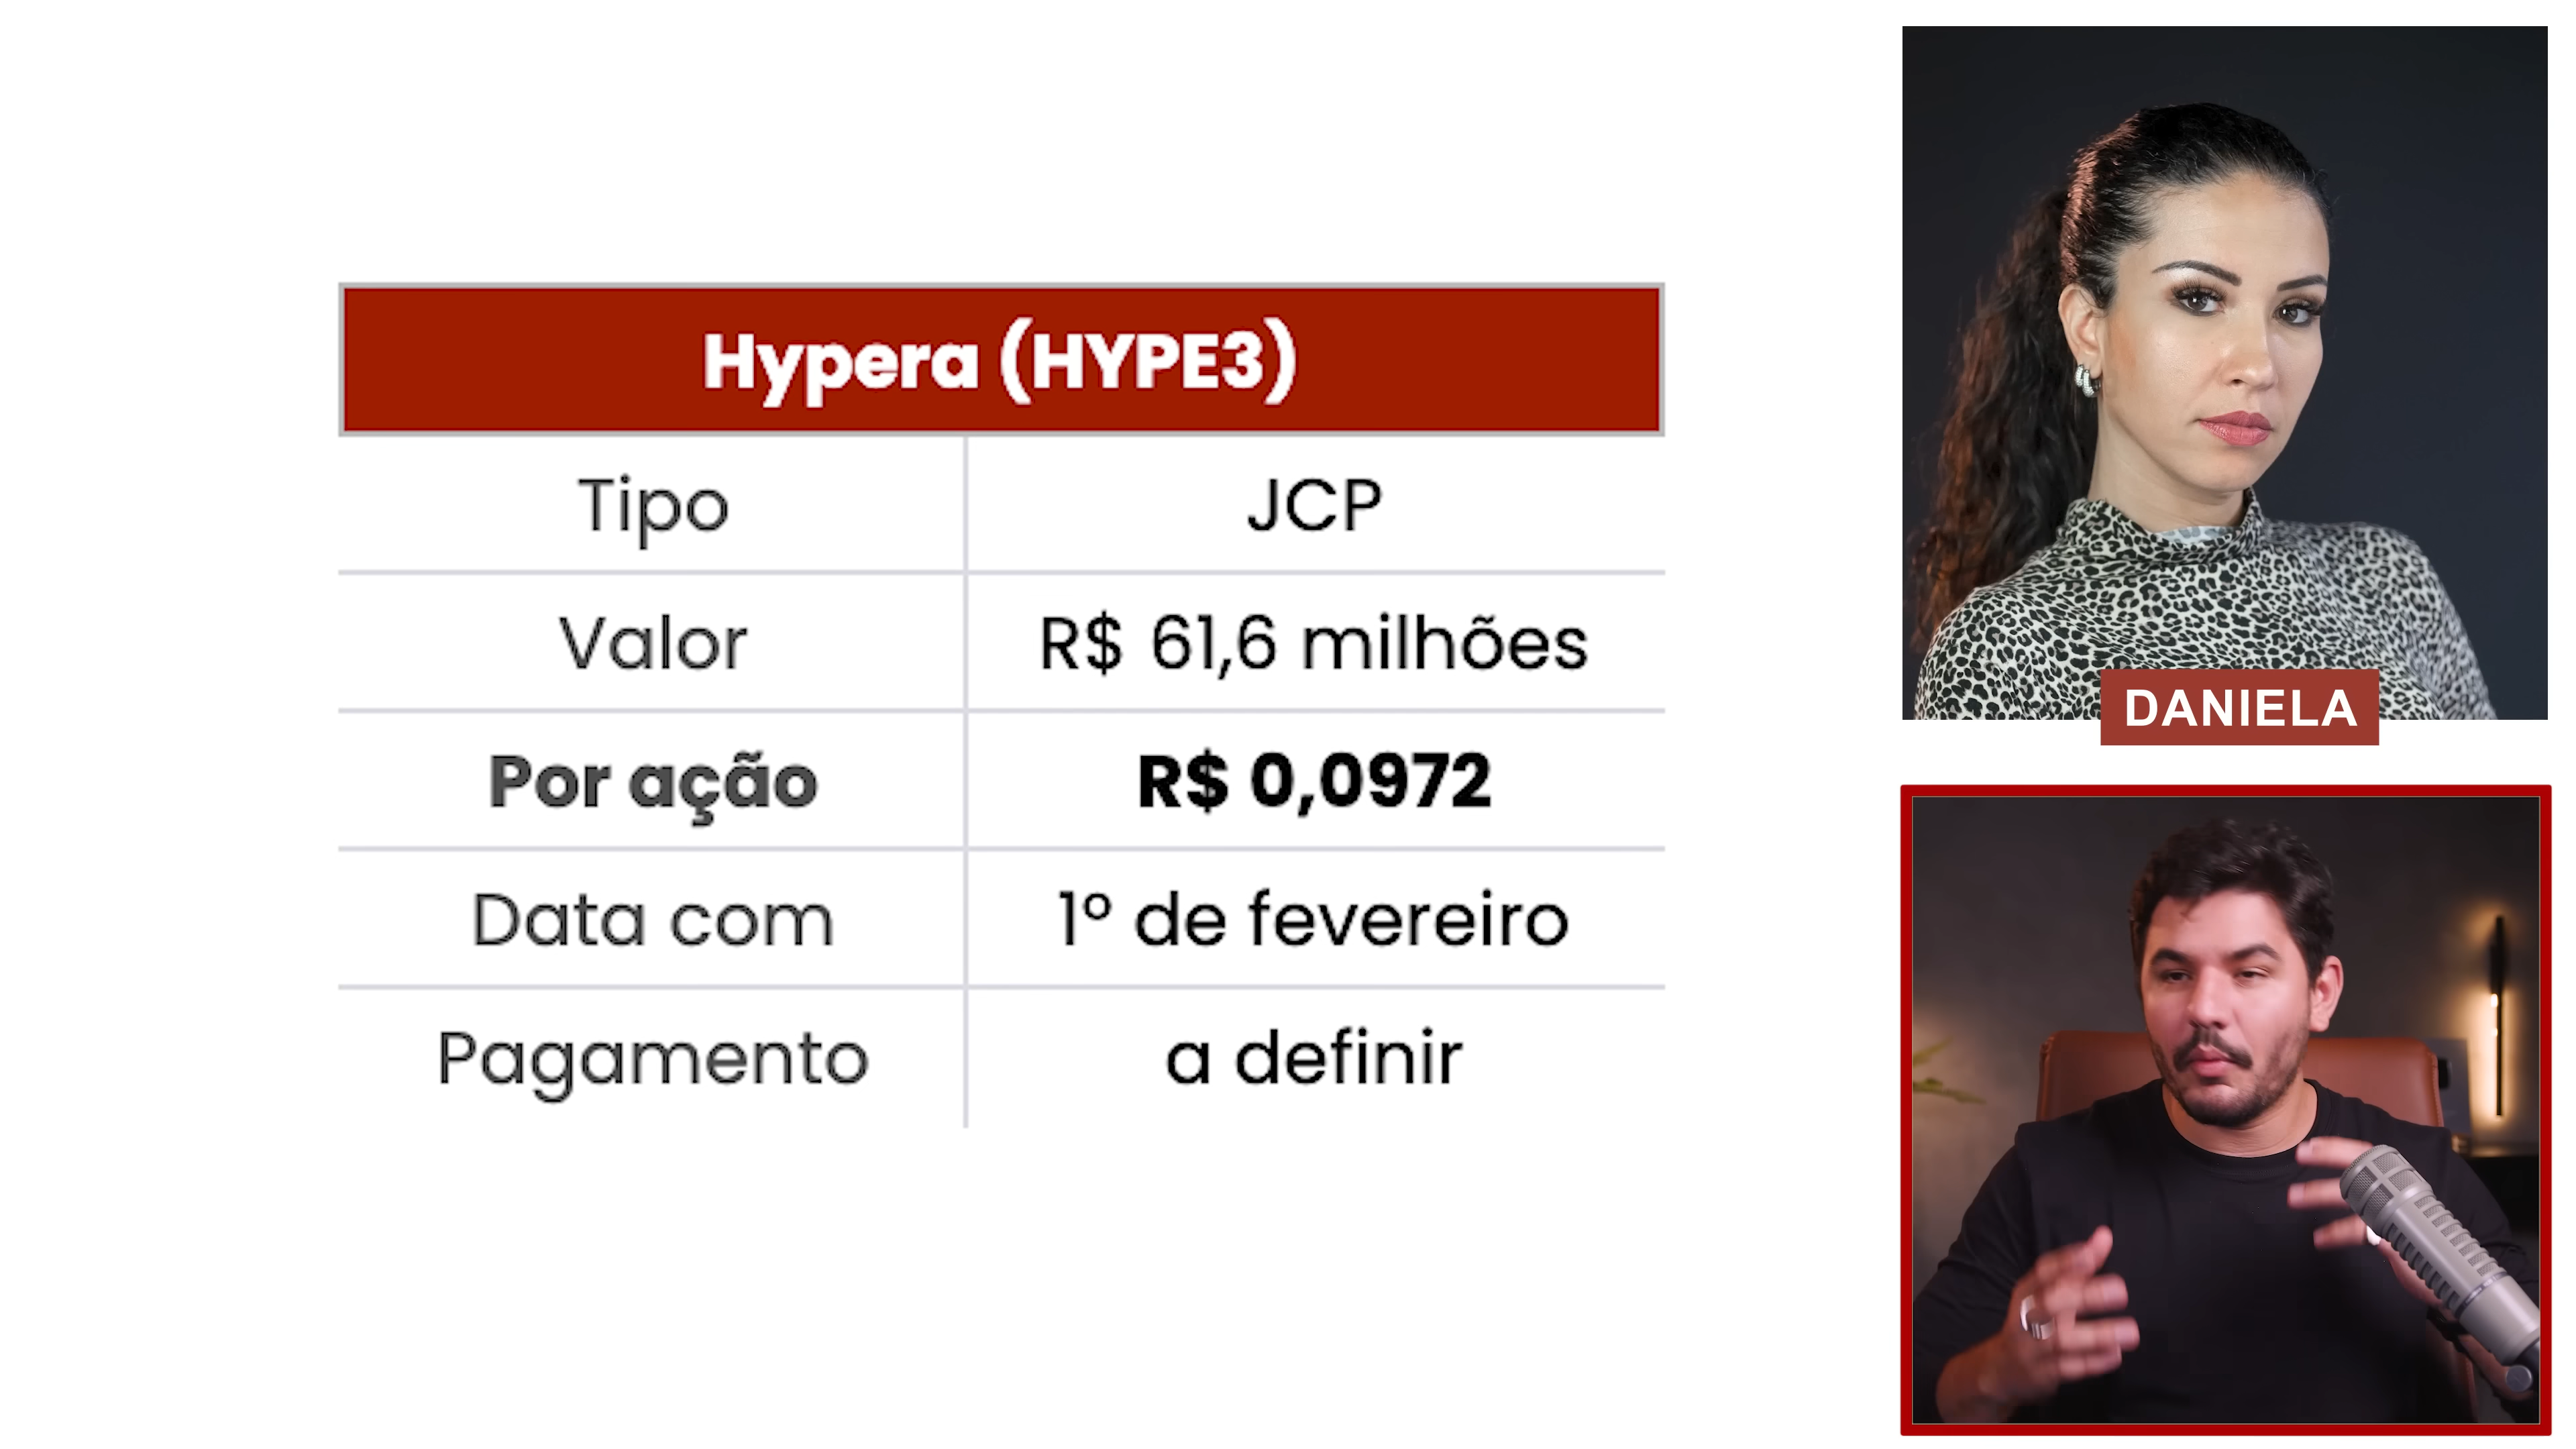 Hypera (HYPE3)
Tipo JCP
Valor R$ 61,6 milhões
Por ação R$ 0,0972
Data com 1º de fevereiro
Pagamento a definir
DANIELA